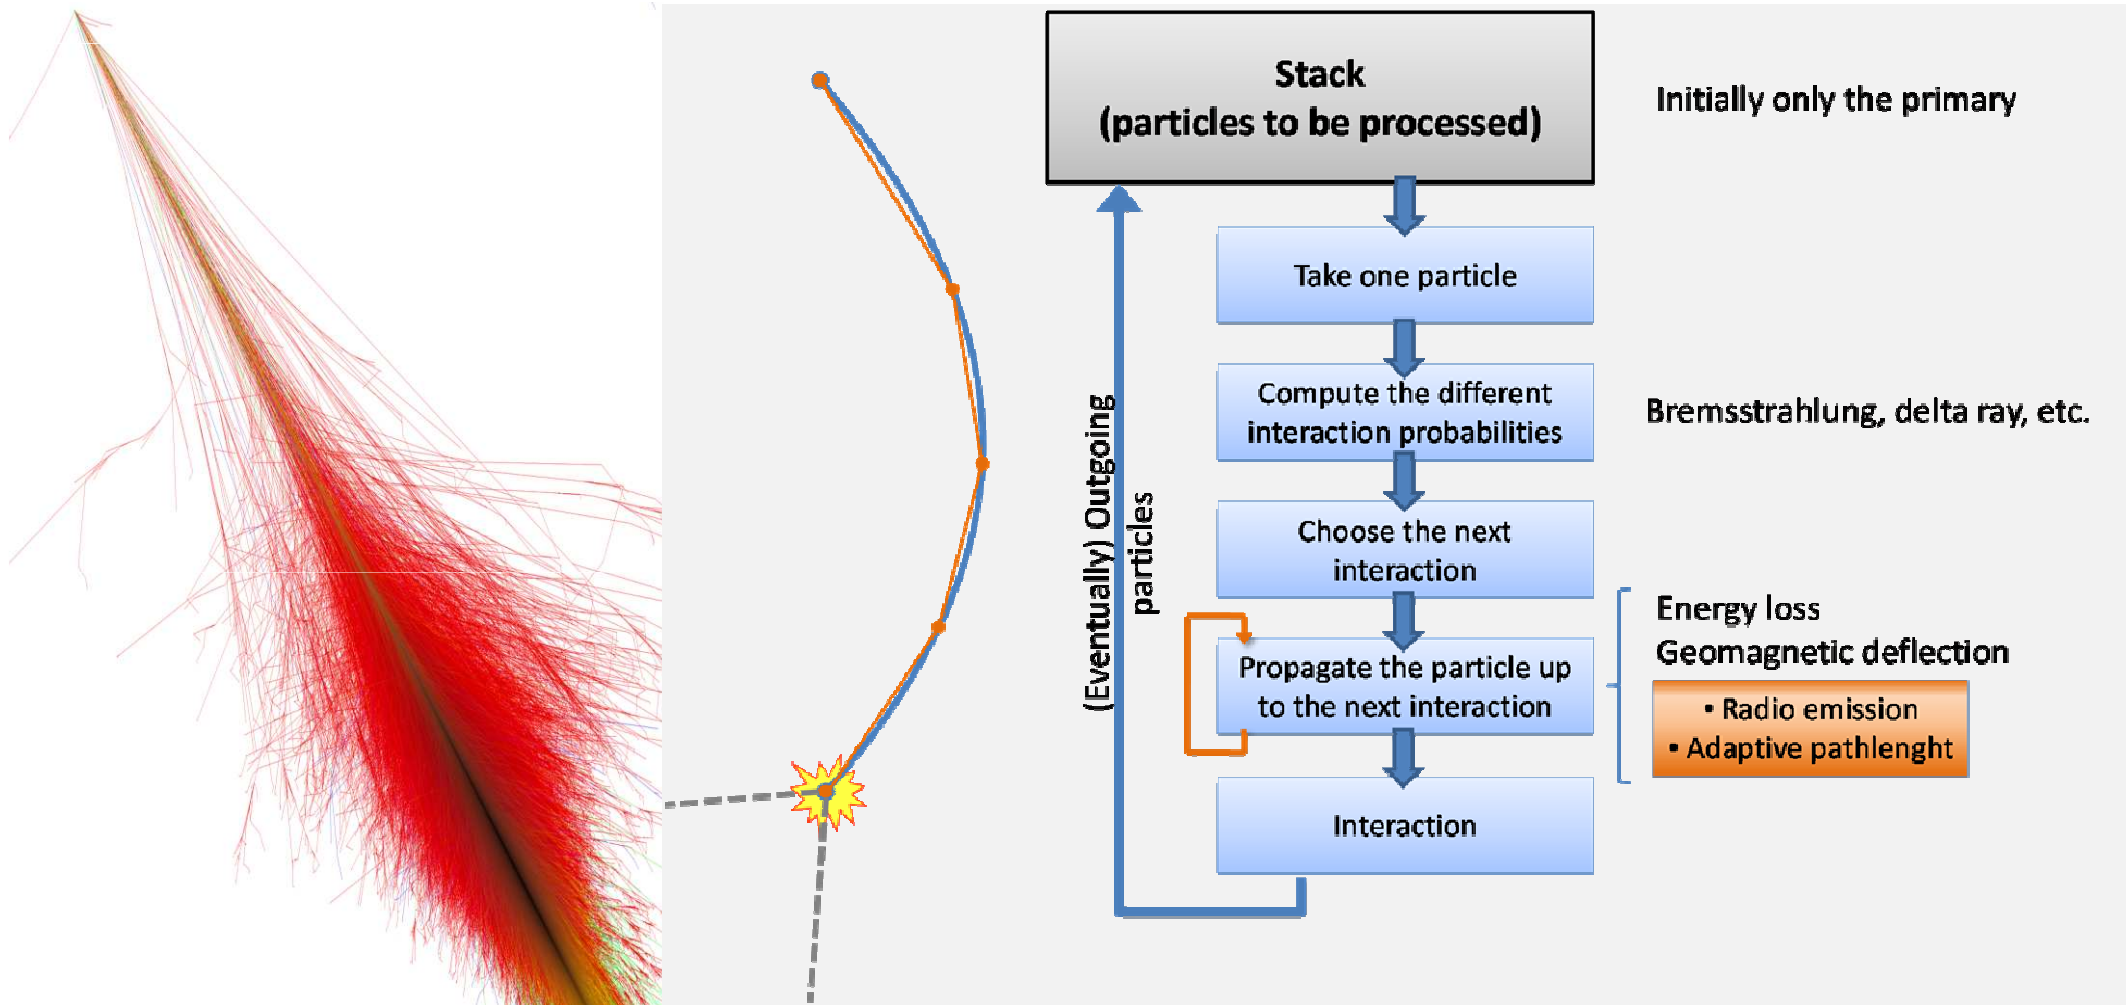 Stack
(particles to be processed)
Initially only the primary
Take one particle
Compute the different
interaction probabilities
Bremsstrahlung, delta ray, etc.
Choose the next
interaction
(Eventually) Outgoing
particles
Propagate the particle up
to the next interaction
Energy loss
Geomagnetic deflection
• Radio emission
• Adaptive pathlenght
Interaction